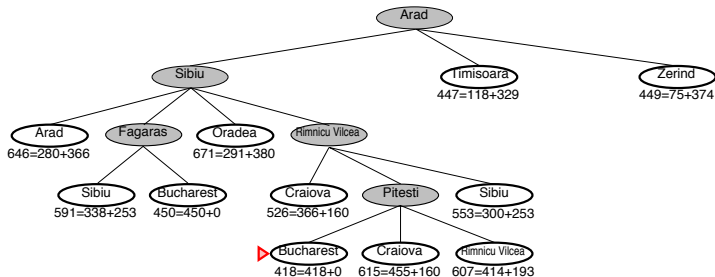 Arad
Sibiu Timisoara Zerind
447=118+329 449=75+374
Arad Fagaras Oradea Rimnicu Vilcea
646=280+366 671=291+380
Sibiu Bucharest Craiova Pitesti Sibiu
591=338+253 450=450+0 526=366+160 553=300+253
Bucharest Craiova Rimnicu Vilcea
418=418+0 615=455+160 607=414+193